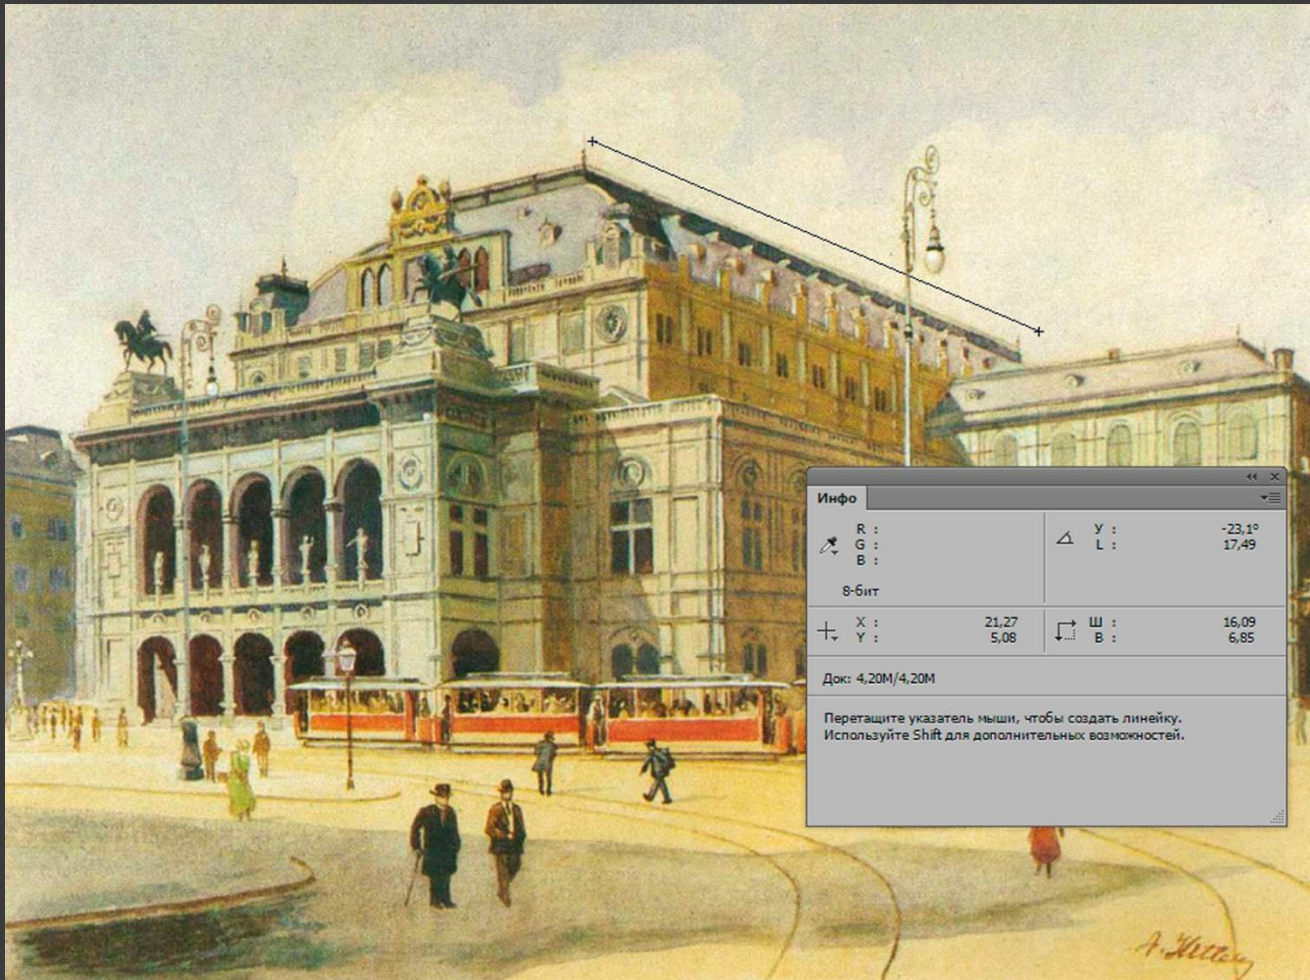 Инфо
R :
G :
B :
8-бит
У : -23,1°
L : 17,49
X : 21,27
Y : 5,08
Ш : 16,09
В : 6,85
Док: 4,20M/4,20M
Перетащите указатель мыши, чтобы создать линейку.
Используйте Shift для дополнительных возможностей.